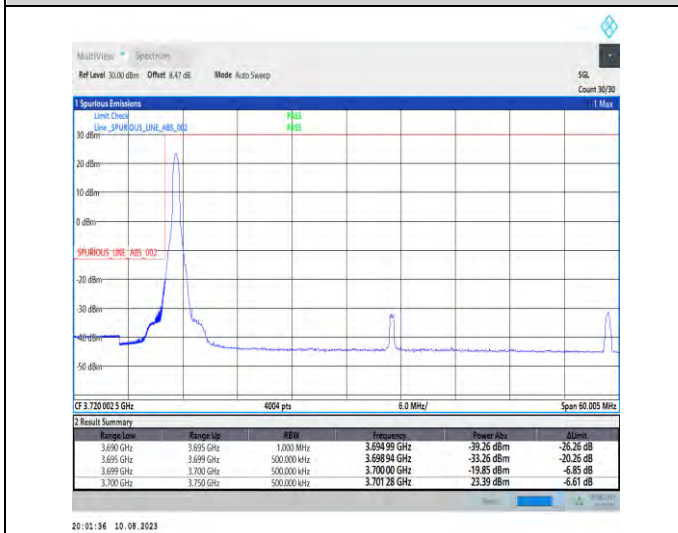 MultiView Spectrum
Ref Level 30.00 dBm Offset 8.47 dB Mode Auto Sweep SGL
Count 30/30
1 Spurious Emissions 1 Max
Limit Check PASS
Line _SPURIOUS_LINE_ABS_002 PASS
30 dBm
20 dBm
10 dBm
0 dBm
SPURIOUS_LINE_ABS_002
-20 dBm
-30 dBm
-40 dBm
-50 dBm
CF 3.720 002 5 GHz 4004 pts 6.0 MHz/ Span 60.005 MHz
2 Result Summary
Range Low Range Up RBW Frequency Power Abs ΔLimit
3.690 GHz 3.695 GHz 1.000 MHz 3.694 99 GHz -39.26 dBm -26.26 dB
3.695 GHz 3.699 GHz 500.000 kHz 3.698 94 GHz -33.26 dBm -20.26 dB
3.699 GHz 3.700 GHz 500.000 kHz 3.700 00 GHz -19.85 dBm -6.85 dB
3.700 GHz 3.750 GHz 500.000 kHz 3.701 28 GHz 23.39 dBm -6.61 dB
20:01:36 10.08.2023